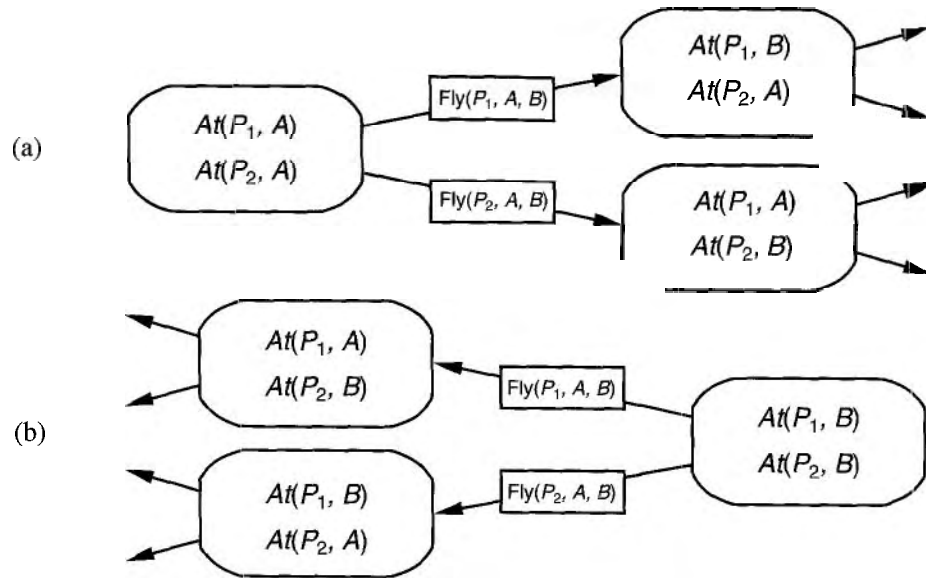 (a)
At(P₁, A)
At(P₂, A)
Fly(P₁, A, B)
At(P₁, B)
At(P₂, A)
Fly(P₂, A, B)
At(P₁, A)
At(P₂, B)
(b)
At(P₁, A)
At(P₂, B)
Fly(P₁, A, B)
At(P₁, B)
At(P₂, B)
Fly(P₂, A, B)
At(P₁, B)
At(P₂, A)